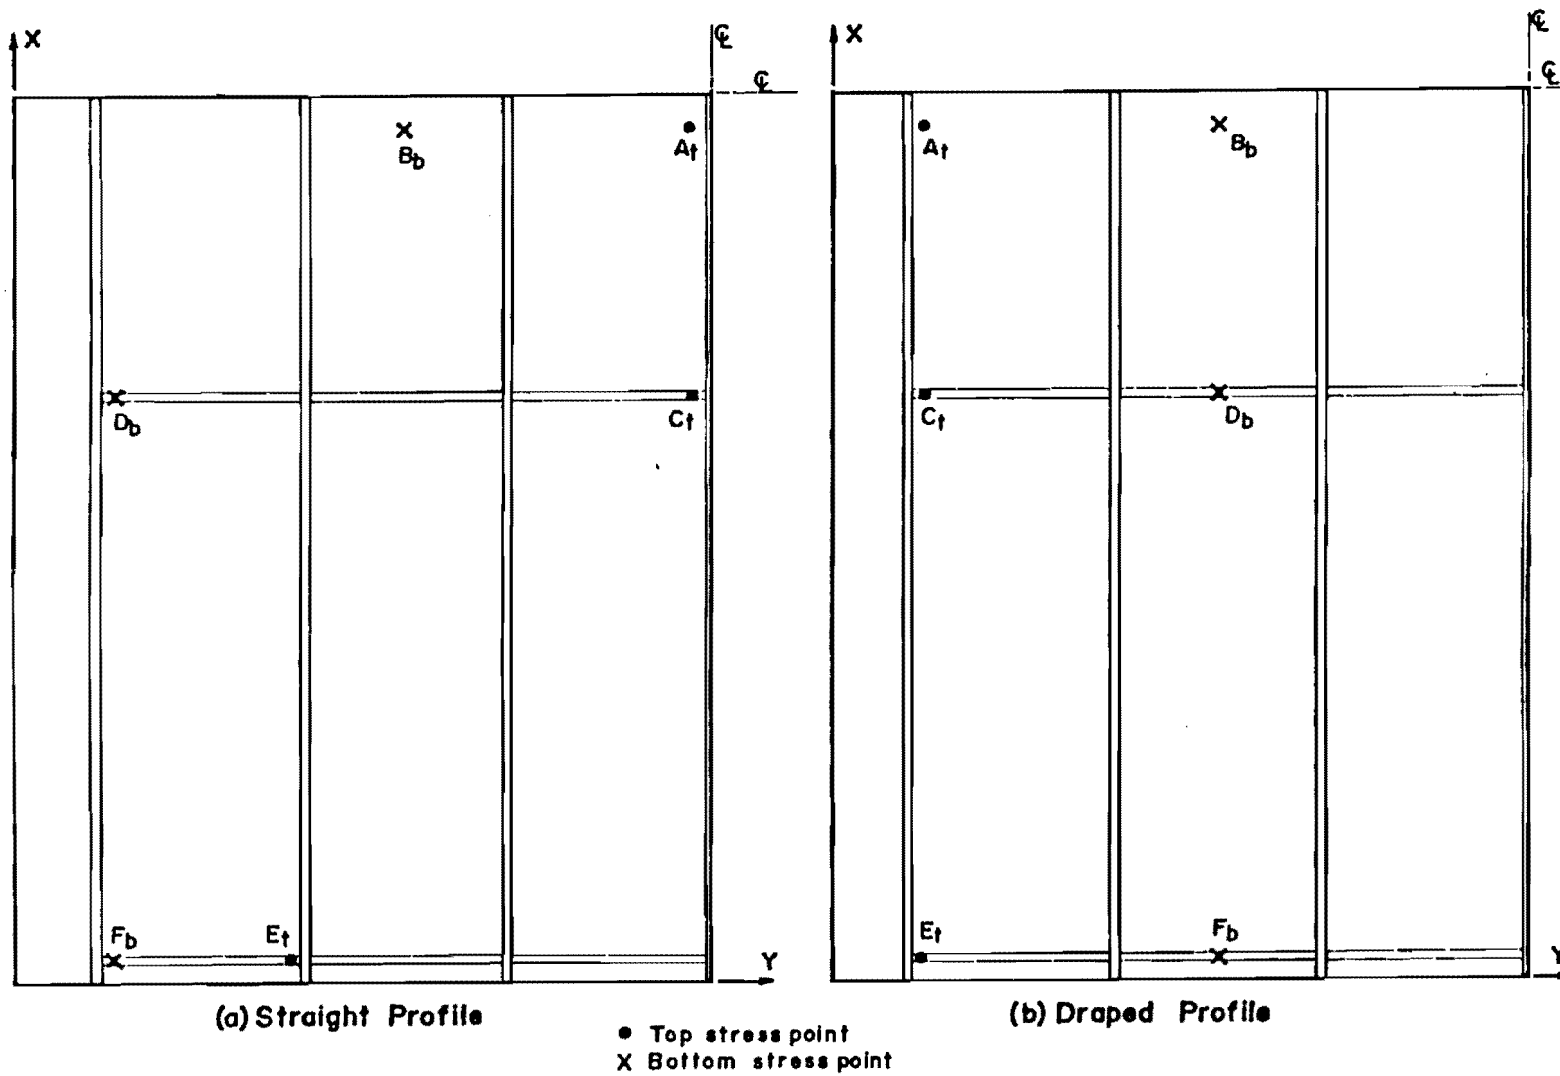 X
℄
℄
Bb
At
Db
Ct
Fb
Et
Y
(a) Straight Profile
X
℄
℄
At
Bb
Ct
Db
Et
Fb
Y
(b) Draped Profile
● Top stress point
X Bottom stress point